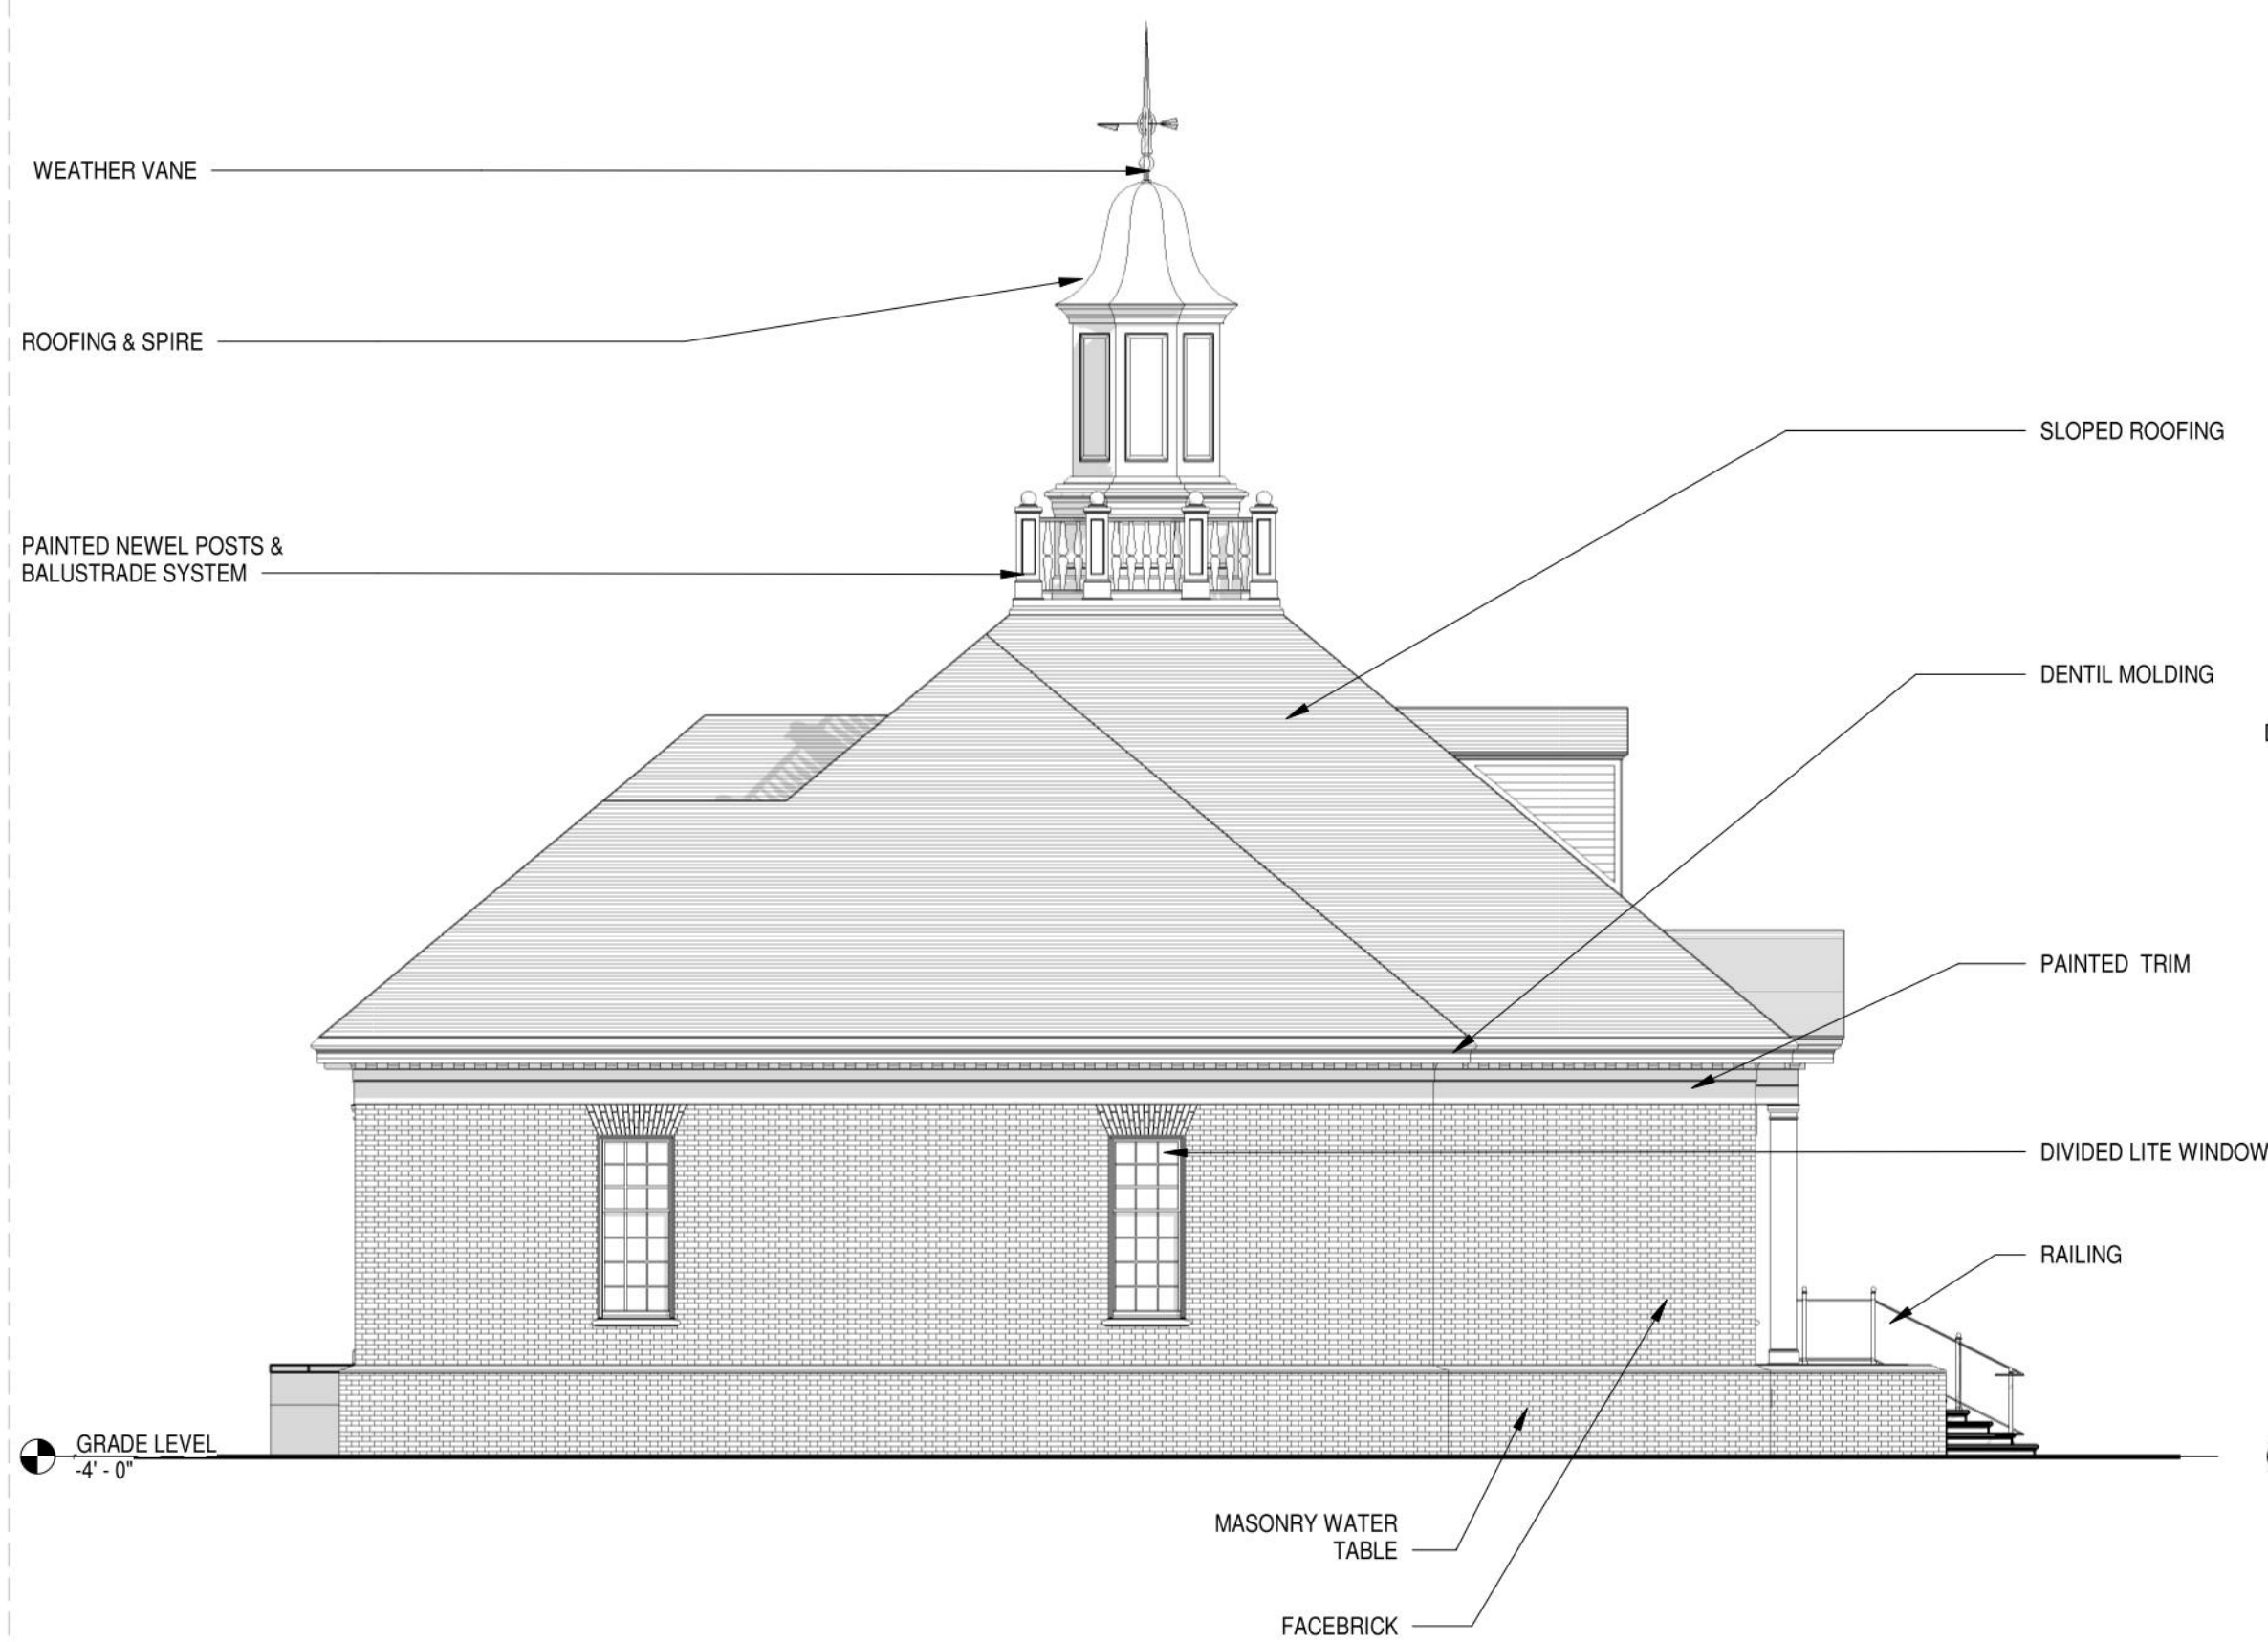 WEATHER VANE
ROOFING & SPIRE
PAINTED NEWEL POSTS &
BALUSTRADE SYSTEM
SLOPED ROOFING
DENTIL MOLDING
PAINTED TRIM
DIVIDED LITE WINDOW
RAILING
GRADE LEVEL
-4' - 0"
MASONRY WATER
TABLE
FACEBRICK